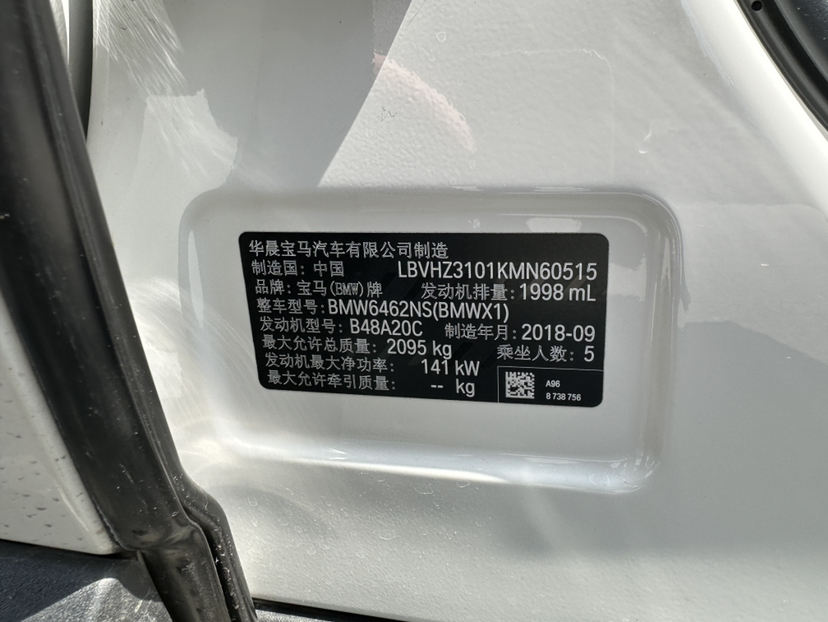 华晨宝马汽车有限公司制造
制造国: 中国 LBVHZ3101KMN60515
品牌: 宝马(BMW)牌 发动机排量: 1998 mL
整车型号: BMW6462NS(BMWX1)
发动机型号: B48A20C 制造年月: 2018-09
最大允许总质量: 2095 kg 乘坐人数: 5
发动机最大净功率: 141 kW
最大允许牵引质量: -- kg
A96
8 738 756